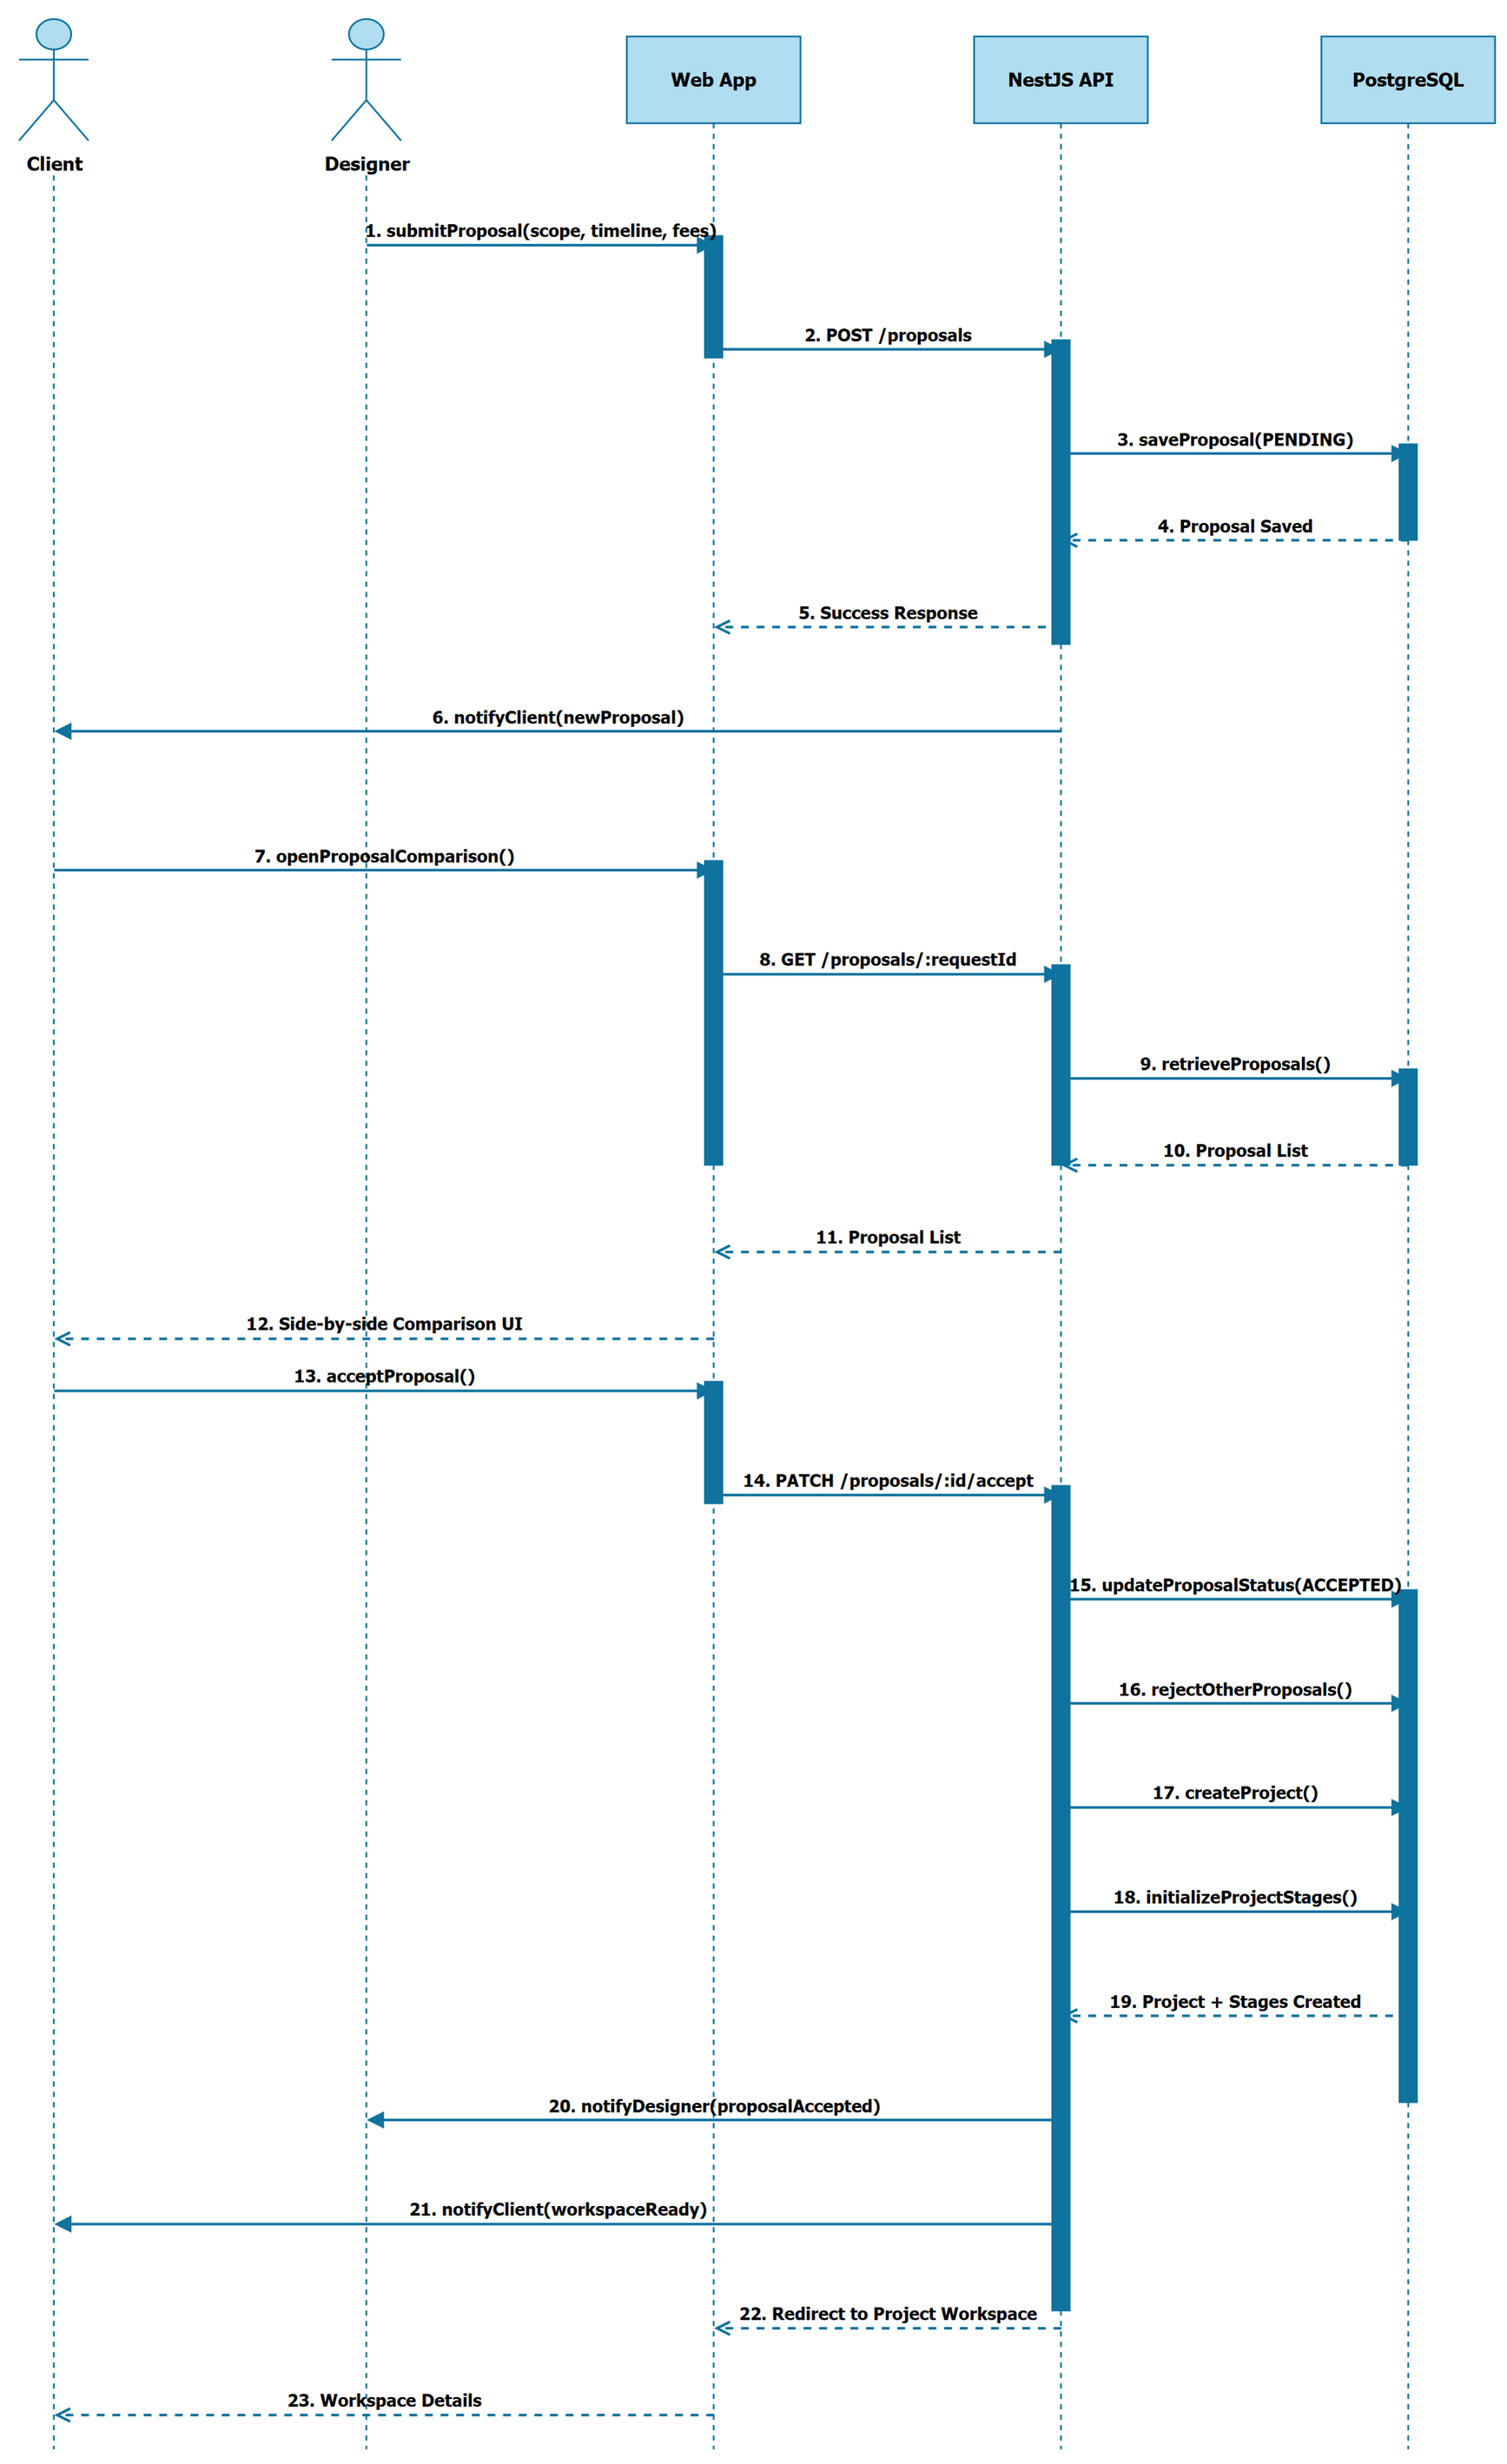 Client
Designer
Web App
NestJS API
PostgreSQL
1. submitProposal(scope, timeline, fees)
2. POST /proposals
3. saveProposal(PENDING)
4. Proposal Saved
5. Success Response
6. notifyClient(newProposal)
7. openProposalComparison()
8. GET /proposals/:requestId
9. retrieveProposals()
10. Proposal List
11. Proposal List
12. Side-by-side Comparison UI
13. acceptProposal()
14. PATCH /proposals/:id/accept
15. updateProposalStatus(ACCEPTED)
16. rejectOtherProposals()
17. createProject()
18. initializeProjectStages()
19. Project + Stages Created
20. notifyDesigner(proposalAccepted)
21. notifyClient(workspaceReady)
22. Redirect to Project Workspace
23. Workspace Details